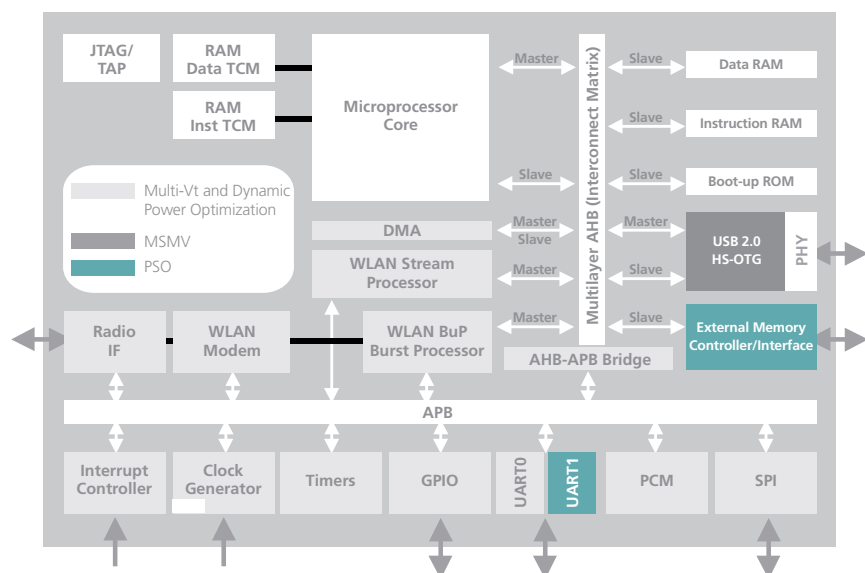 JTAG/
TAP
RAM
Data TCM
RAM
Inst TCM
Microprocessor
Core
Master
Slave
Data RAM
Slave
Instruction RAM
Slave
Slave
Boot-up ROM
Multilayer AHB (Interconnect Matrix)
Multi-Vt and Dynamic
Power Optimization
MSMV
PSO
DMA
Master
Slave
Master
USB 2.0
HS-OTG
PHY
WLAN Stream
Processor
Master
Slave
Radio
IF
WLAN
Modem
WLAN BuP
Burst Processor
Master
Slave
External Memory
Controller/Interface
AHB-APB Bridge
APB
Interrupt
Controller
Clock
Generator
Timers
GPIO
UART0
UART1
PCM
SPI